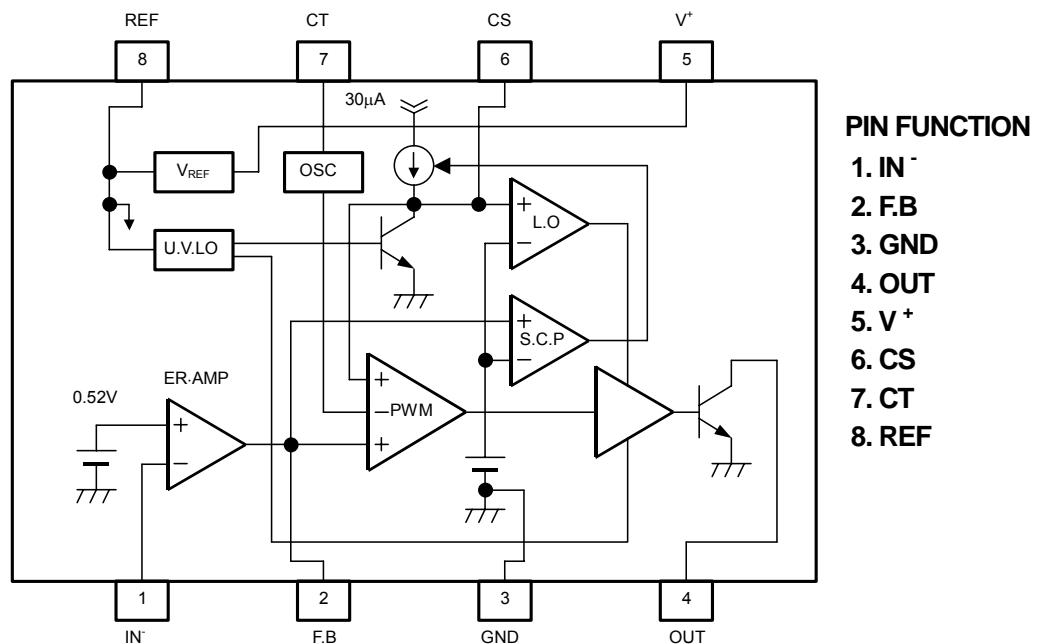 REF CT CS V⁺
8 7 6 5
30µA
V_REF OSC
+ L.O
U.V.LO −
+ S.C.P −
ER·AMP
0.52V
+ −
+ − PWM +
1 2 3 4
IN⁻ F.B GND OUT
PIN FUNCTION
1. IN⁻
2. F.B
3. GND
4. OUT
5. V⁺
6. CS
7. CT
8. REF